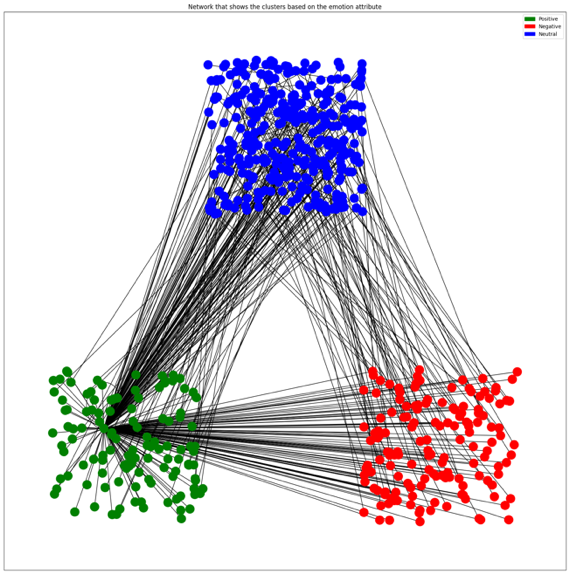 Network that shows the clusters based on the emotion attribute
Positive
Negative
Neutral